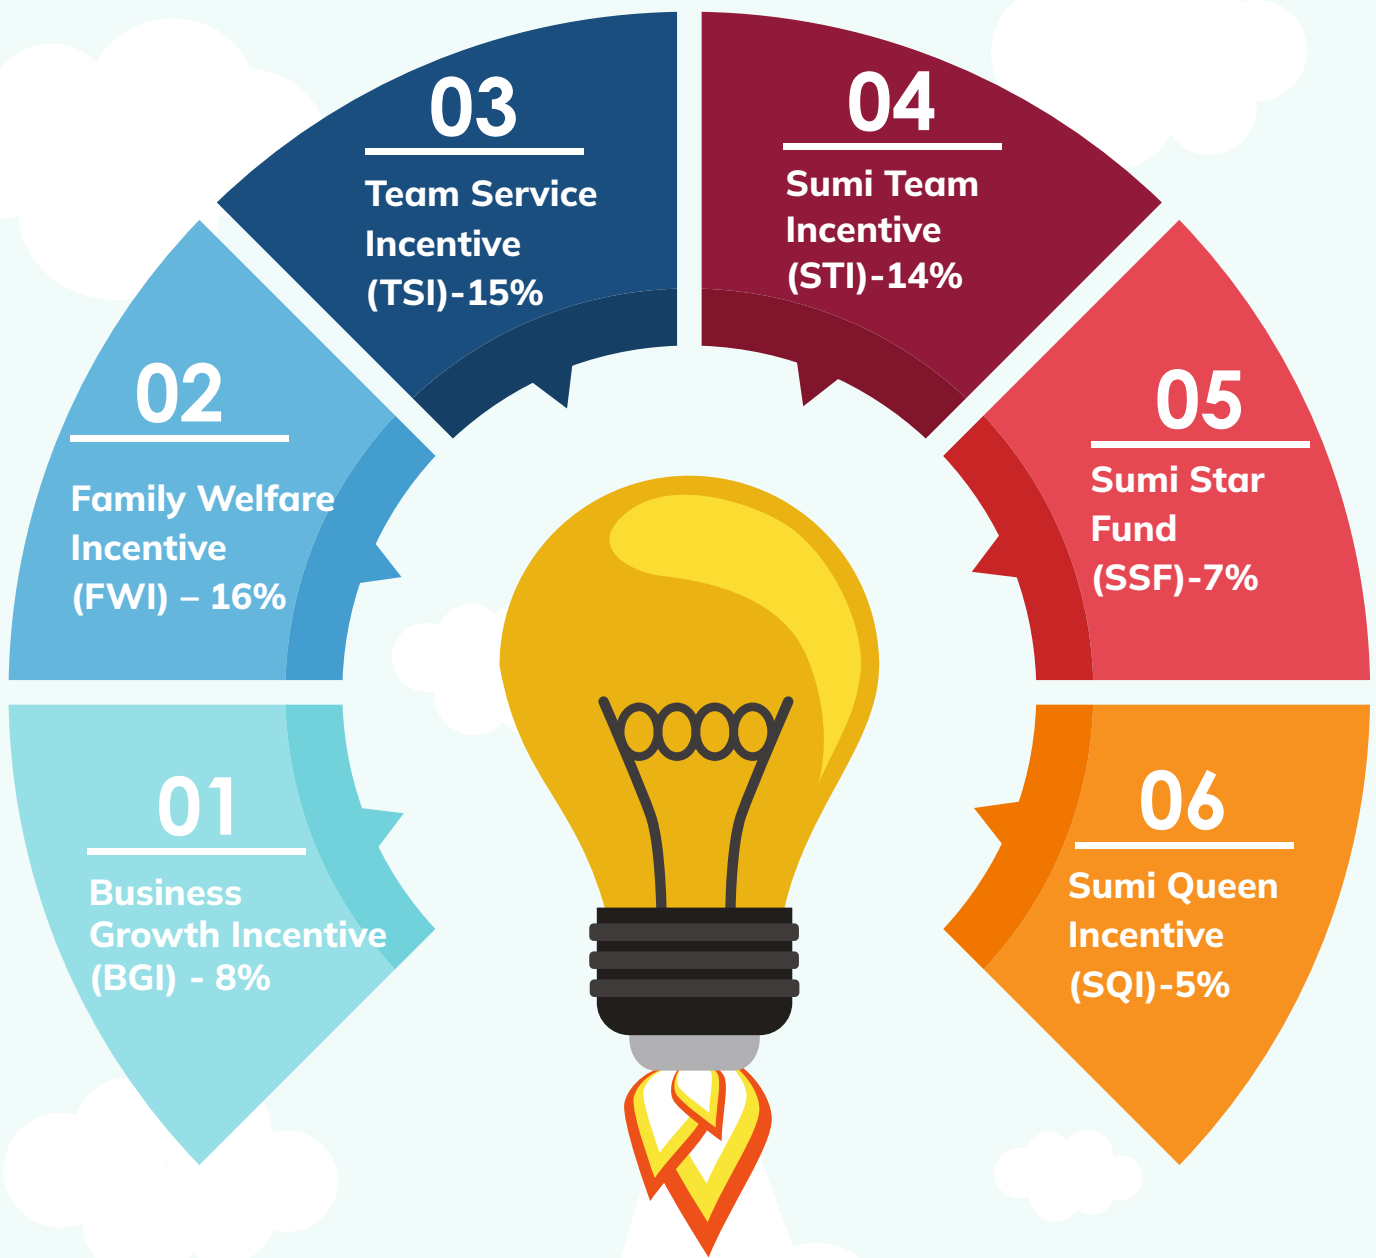 01
Business
Growth Incentive
(BGI) - 8%
02
Family Welfare
Incentive
(FWI) – 16%
03
Team Service
Incentive
(TSI)-15%
04
Sumi Team
Incentive
(STI)-14%
05
Sumi Star
Fund
(SSF)-7%
06
Sumi Queen
Incentive
(SQI)-5%